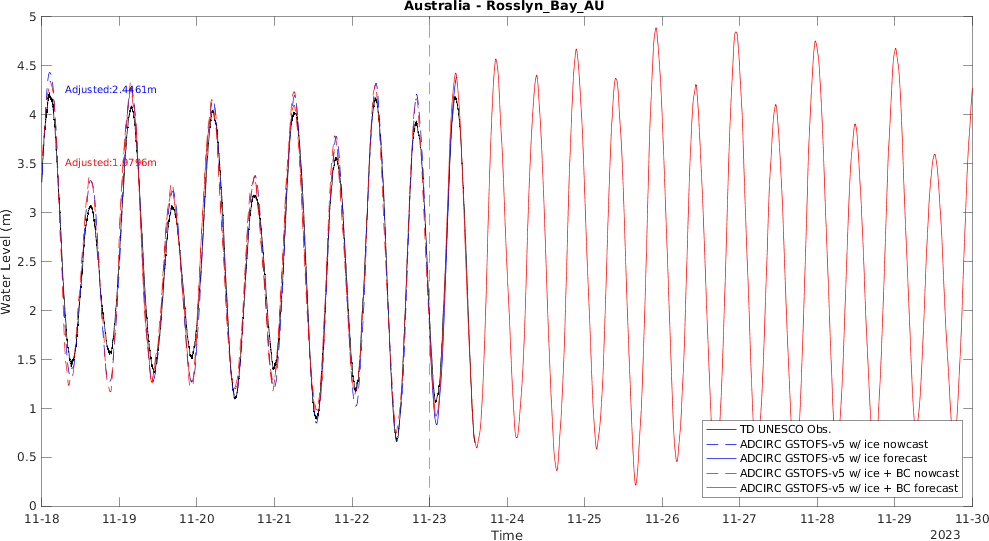 Australia - Rosslyn_Bay_AU
5
4.5
4
3.5
3
2.5
2
1.5
1
0.5
0
Water Level (m)
Adjusted:2.4461m
Adjusted:1.9796m
TD UNESCO Obs.
ADCIRC GSTOFS-v5 w/ ice nowcast
ADCIRC GSTOFS-v5 w/ ice forecast
ADCIRC GSTOFS-v5 w/ ice + BC nowcast
ADCIRC GSTOFS-v5 w/ ice + BC forecast
11-18 11-19 11-20 11-21 11-22 11-23 11-24 11-25 11-26 11-27 11-28 11-29 11-30
Time
2023